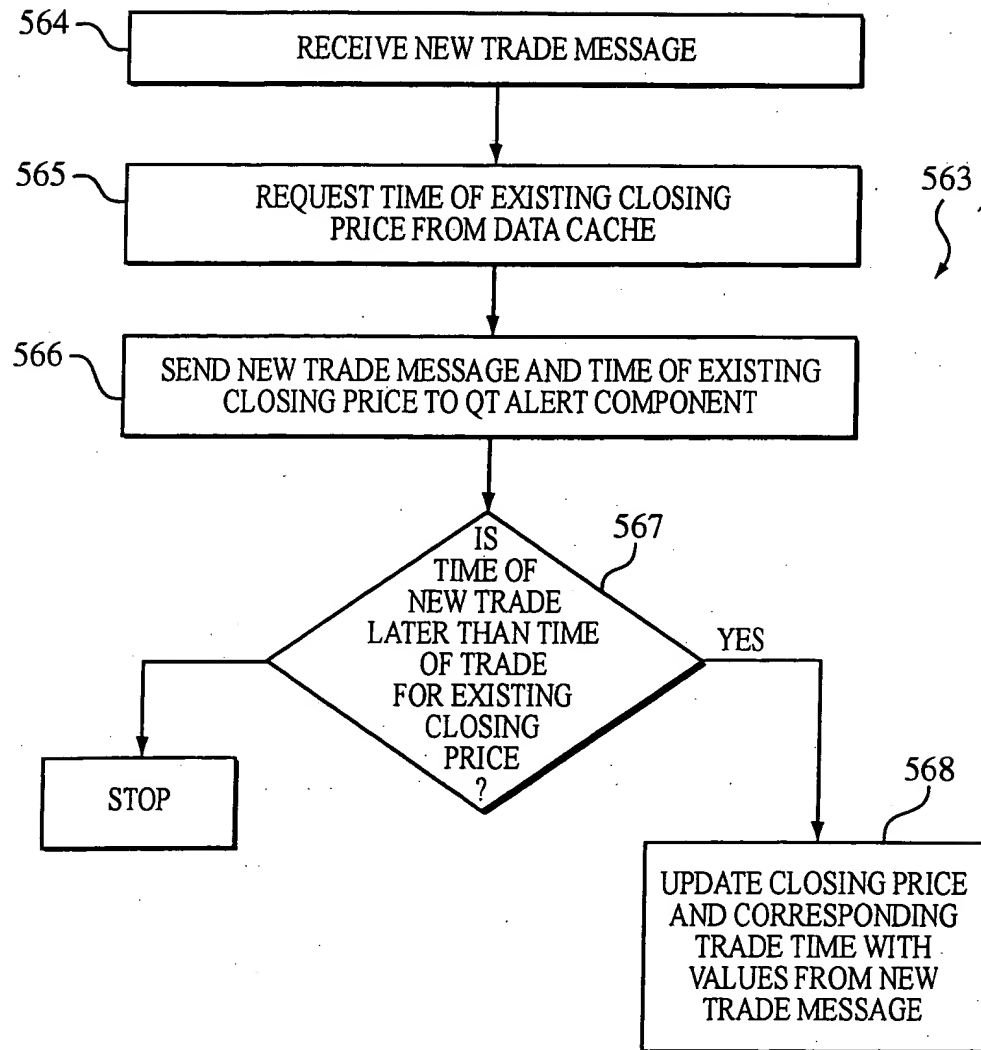 564
RECEIVE NEW TRADE MESSAGE
565
REQUEST TIME OF EXISTING CLOSING
PRICE FROM DATA CACHE
563
566
SEND NEW TRADE MESSAGE AND TIME OF EXISTING
CLOSING PRICE TO QT ALERT COMPONENT
567
IS
TIME OF
NEW TRADE
LATER THAN TIME
OF TRADE
FOR EXISTING
CLOSING
PRICE
?
YES
STOP
568
UPDATE CLOSING PRICE
AND CORRESPONDING
TRADE TIME WITH
VALUES FROM NEW
TRADE MESSAGE